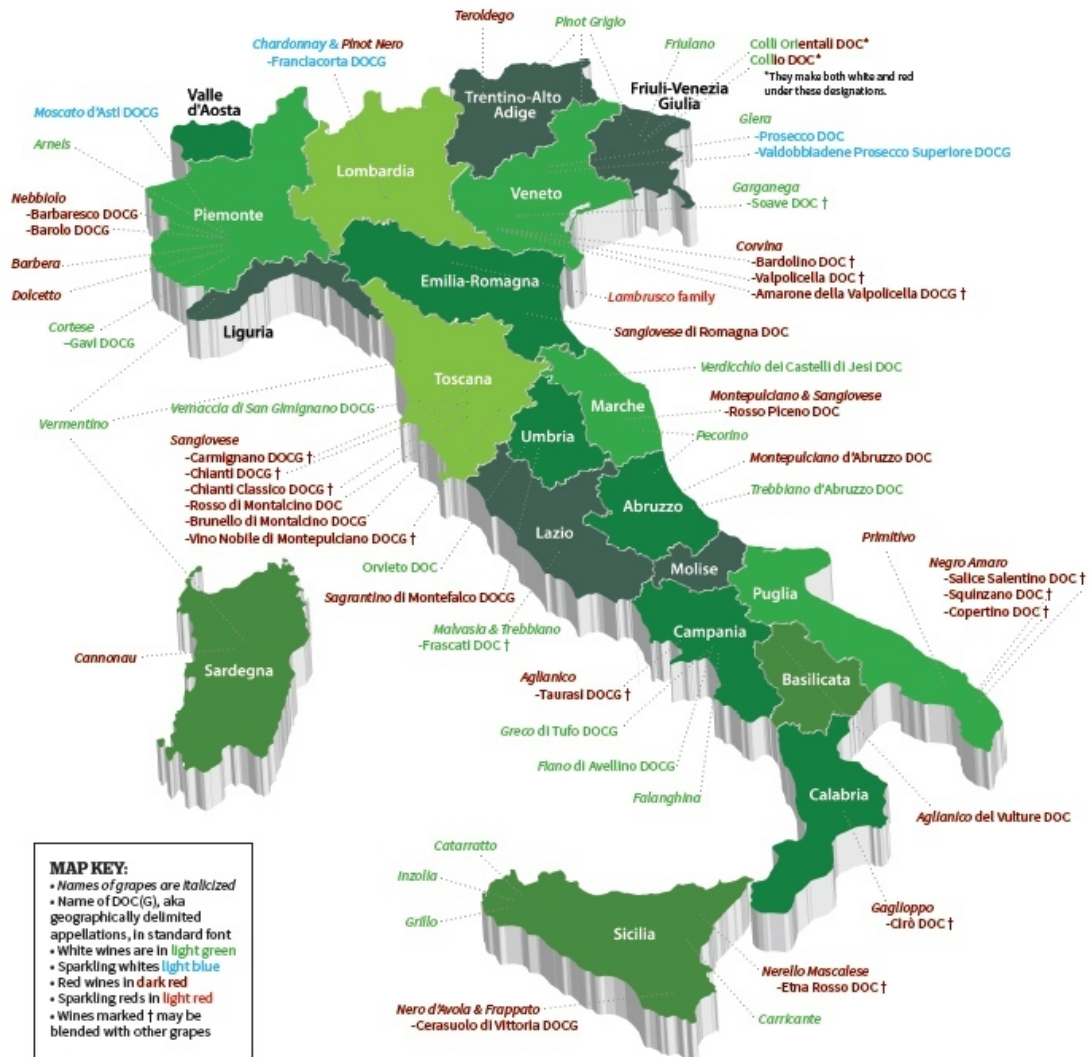 Teroldego
Pinot Grigio
Chardonnay & Pinot Nero
-Franciacorta DOCG
Friulano
Colli Orientali DOC*
Collio DOC*
*They make both white and red
under these designations.
Valle
d'Aosta
Trentino-Alto
Adige
Friuli-Venezia
Giulia
Moscato d'Asti DOCG
Arneis
Glera
-Prosecco DOC
-Valdobbiadene Prosecco Superiore DOCG
Lombardia
Veneto
Garganega
-Soave DOC †
Nebbiolo
-Barbaresco DOCG
-Barolo DOCG
Piemonte
Corvina
-Bardolino DOC †
-Valpolicella DOC †
-Amarone della Valpolicella DOCG †
Barbera
Dolcetto
Emilia-Romagna
Lambrusco family
Cortese
-Gavi DOCG
Liguria
Sangiovese di Romagna DOC
Toscana
Verdicchio dei Castelli di Jesi DOC
Vermentino
Vernaccia di San Gimignano DOCG
Marche
Montepulciano & Sangiovese
-Rosso Piceno DOC
Umbria
Pecorino
Sangiovese
-Carmignano DOCG †
-Chianti DOCG †
-Chianti Classico DOCG †
-Rosso di Montalcino DOC
-Brunello di Montalcino DOCG
-Vino Nobile di Montepulciano DOCG †
Montepulciano d'Abruzzo DOC
Trebbiano d'Abruzzo DOC
Abruzzo
Lazio
Orvieto DOC
Molise
Primitivo
Negro Amaro
-Salice Salentino DOC †
-Squinzano DOC †
-Copertino DOC †
Puglia
Sagrantino di Montefalco DOCG
Malvasia & Trebbiano
-Frascati DOC †
Campania
Cannonau
Sardegna
Aglianico
-Taurasi DOCG †
Basilicata
Greco di Tufo DOCG
Fiano di Avellino DOCG
Falanghina
Calabria
Aglianico del Vulture DOC
Catarratto
Inzolia
Grillo
Sicilia
Gaglioppo
-Cirò DOC †
Nerello Mascalese
-Etna Rosso DOC †
Nero d'Avola & Frappato
-Cerasuolo di Vittoria DOCG
Carricante
MAP KEY:
• Names of grapes are italicized
• Name of DOC(G), aka
geographically delimited
appellations, in standard font
• White wines are in light green
• Sparkling whites light blue
• Red wines in dark red
• Sparkling reds in light red
• Wines marked † may be
blended with other grapes